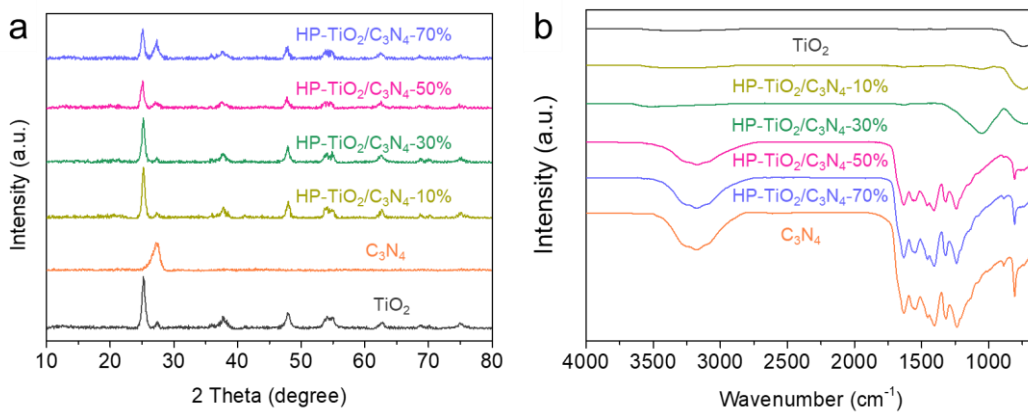 a
HP-TiO₂/C₃N₄-70%
HP-TiO₂/C₃N₄-50%
HP-TiO₂/C₃N₄-30%
HP-TiO₂/C₃N₄-10%
C₃N₄
TiO₂
Intensity (a.u.)
10 20 30 40 50 60 70 80
2 Theta (degree)
b
TiO₂
HP-TiO₂/C₃N₄-10%
HP-TiO₂/C₃N₄-30%
HP-TiO₂/C₃N₄-50%
HP-TiO₂/C₃N₄-70%
C₃N₄
Intensity (a.u.)
4000 3500 3000 2500 2000 1500 1000
Wavenumber (cm⁻¹)